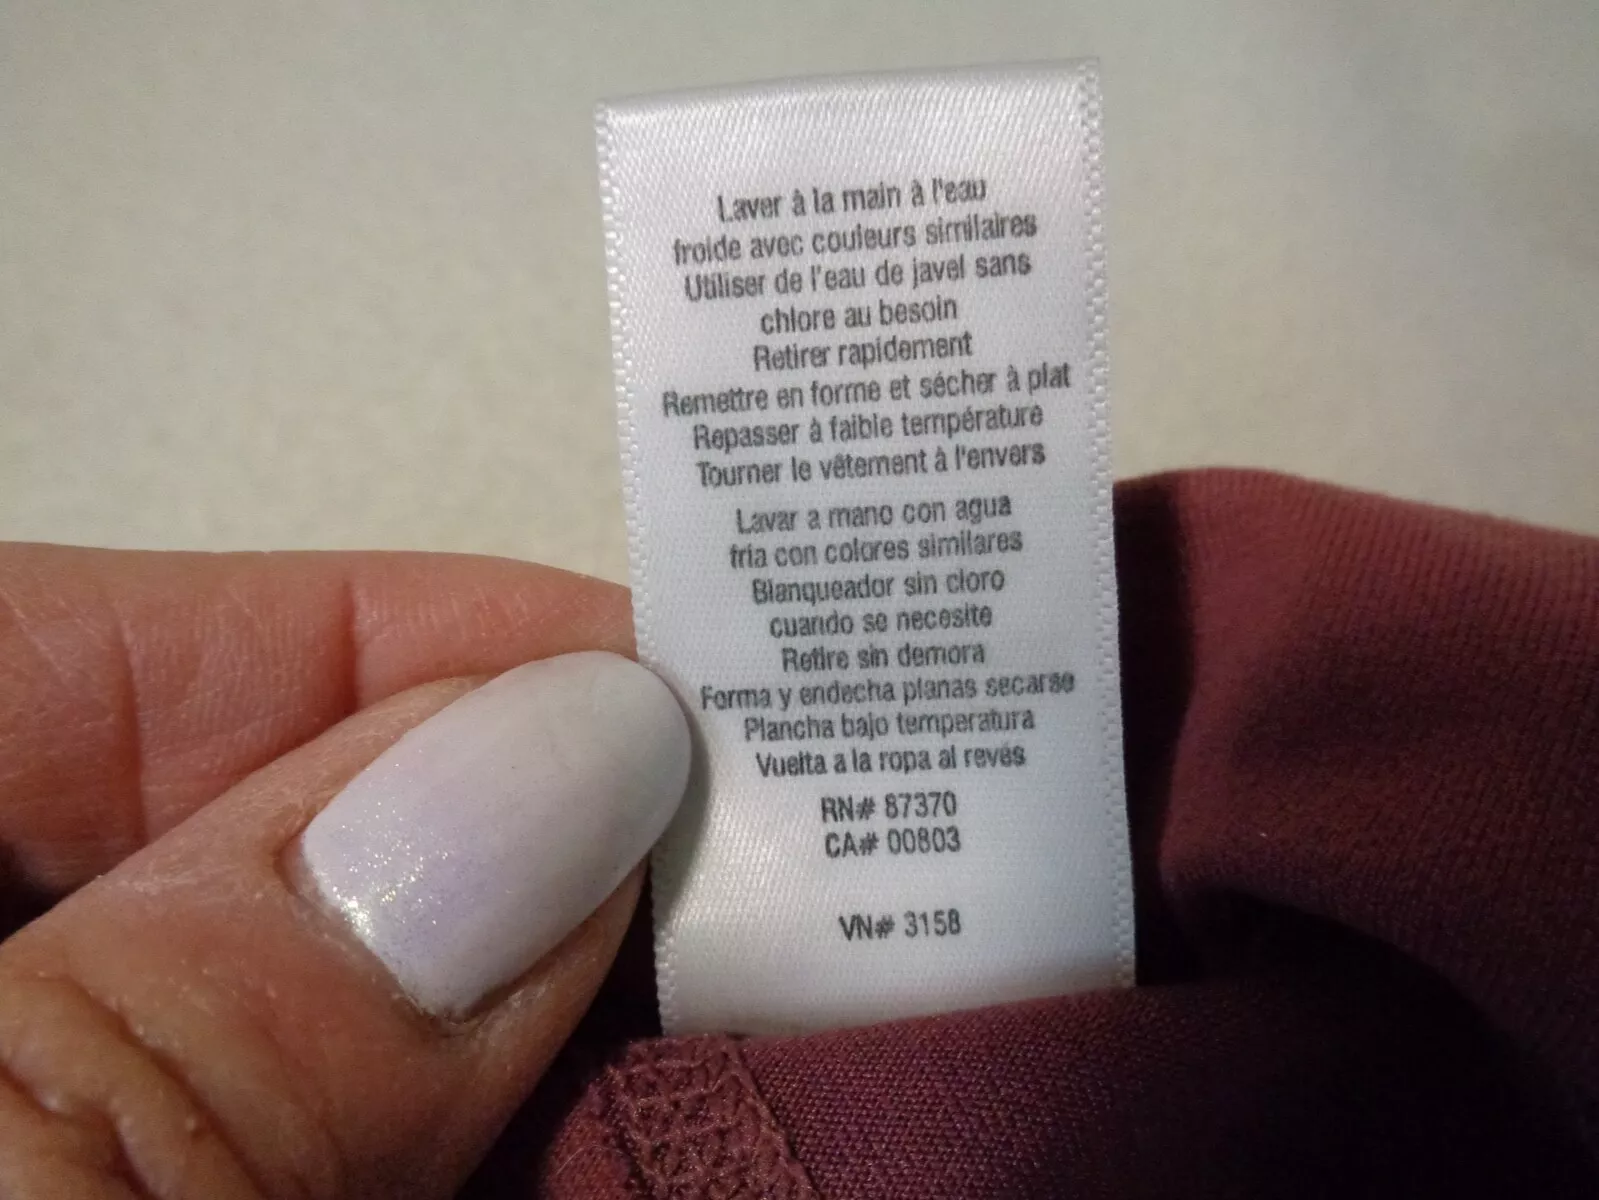 Laver à la main à l'eau
froide avec couleurs similaires
Utiliser de l'eau de javel sans
chlore au besoin
Retirer rapidement
Remettre en forme et sécher à plat
Repasser à faible température
Tourner le vêtement à l'envers
Lavar a mano con agua
fria con colores similares
Blanqueador sin cloro
cuando se necesite
Retire sin demora
Forma y endecha planas secarse
Plancha bajo temperatura
Vuelta a la ropa al revés
RN# 87370
CA# 00803
VN# 3158